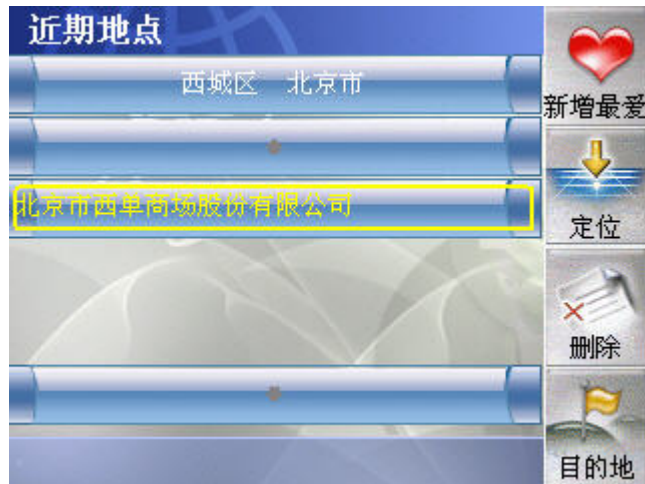 近期地点
西城区 北京市
北京市西单商场股份有限公司
新增最爱
定位
删除
目的地